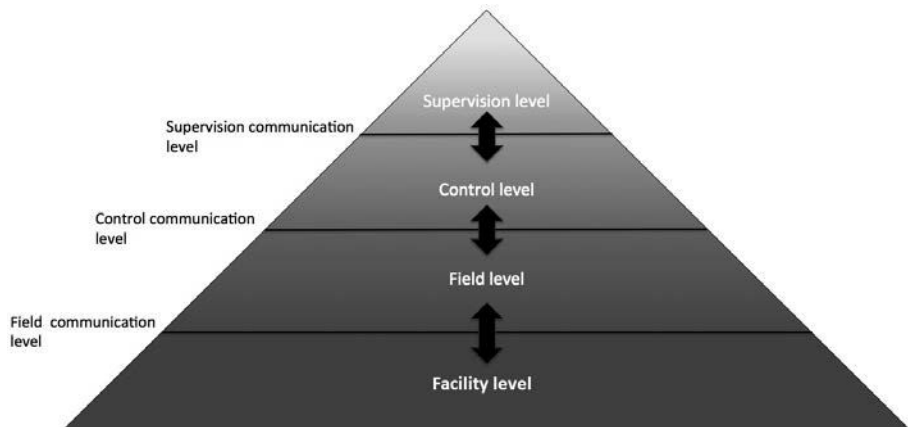 Supervision level
Supervision communication
level
Control level
Control communication
level
Field level
Field communication
level
Facility level